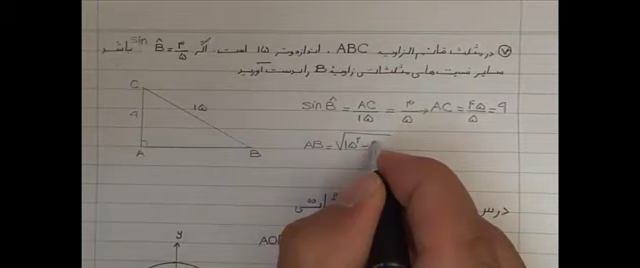 ۷ در مثلث قائم الزاویه ABC ، اندازه وتر ۱۵ است. اگر sin B̂ = ۳/۵ باشد
سایر نسبت های مثلثاتی زاویه B را بدست آورید
C
۱۵
۹
A
B
sin B̂ = AC/۱۵ = ۳/۵ → AC = ۴۵/۵ = ۹
AB = √۱۵² −
درس
y